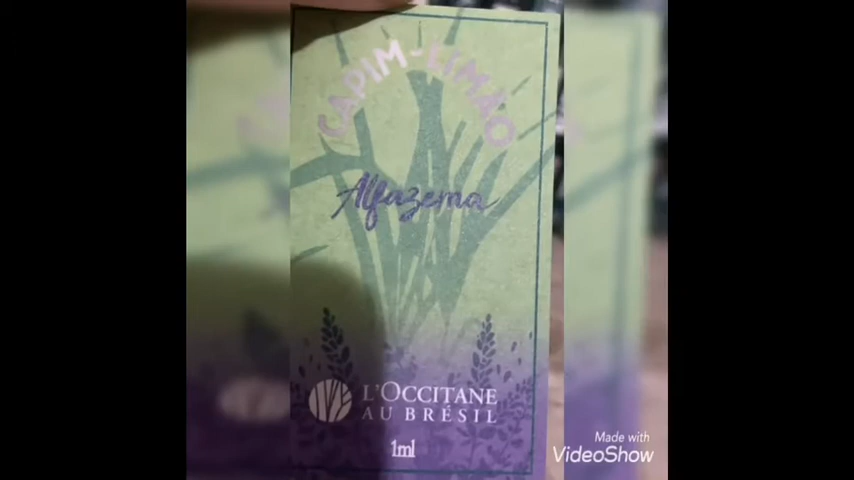 CAPIM-LIMÃO
Alfazema
L'OCCITANE
AU BRÉSIL
1ml
Made with
VideoShow